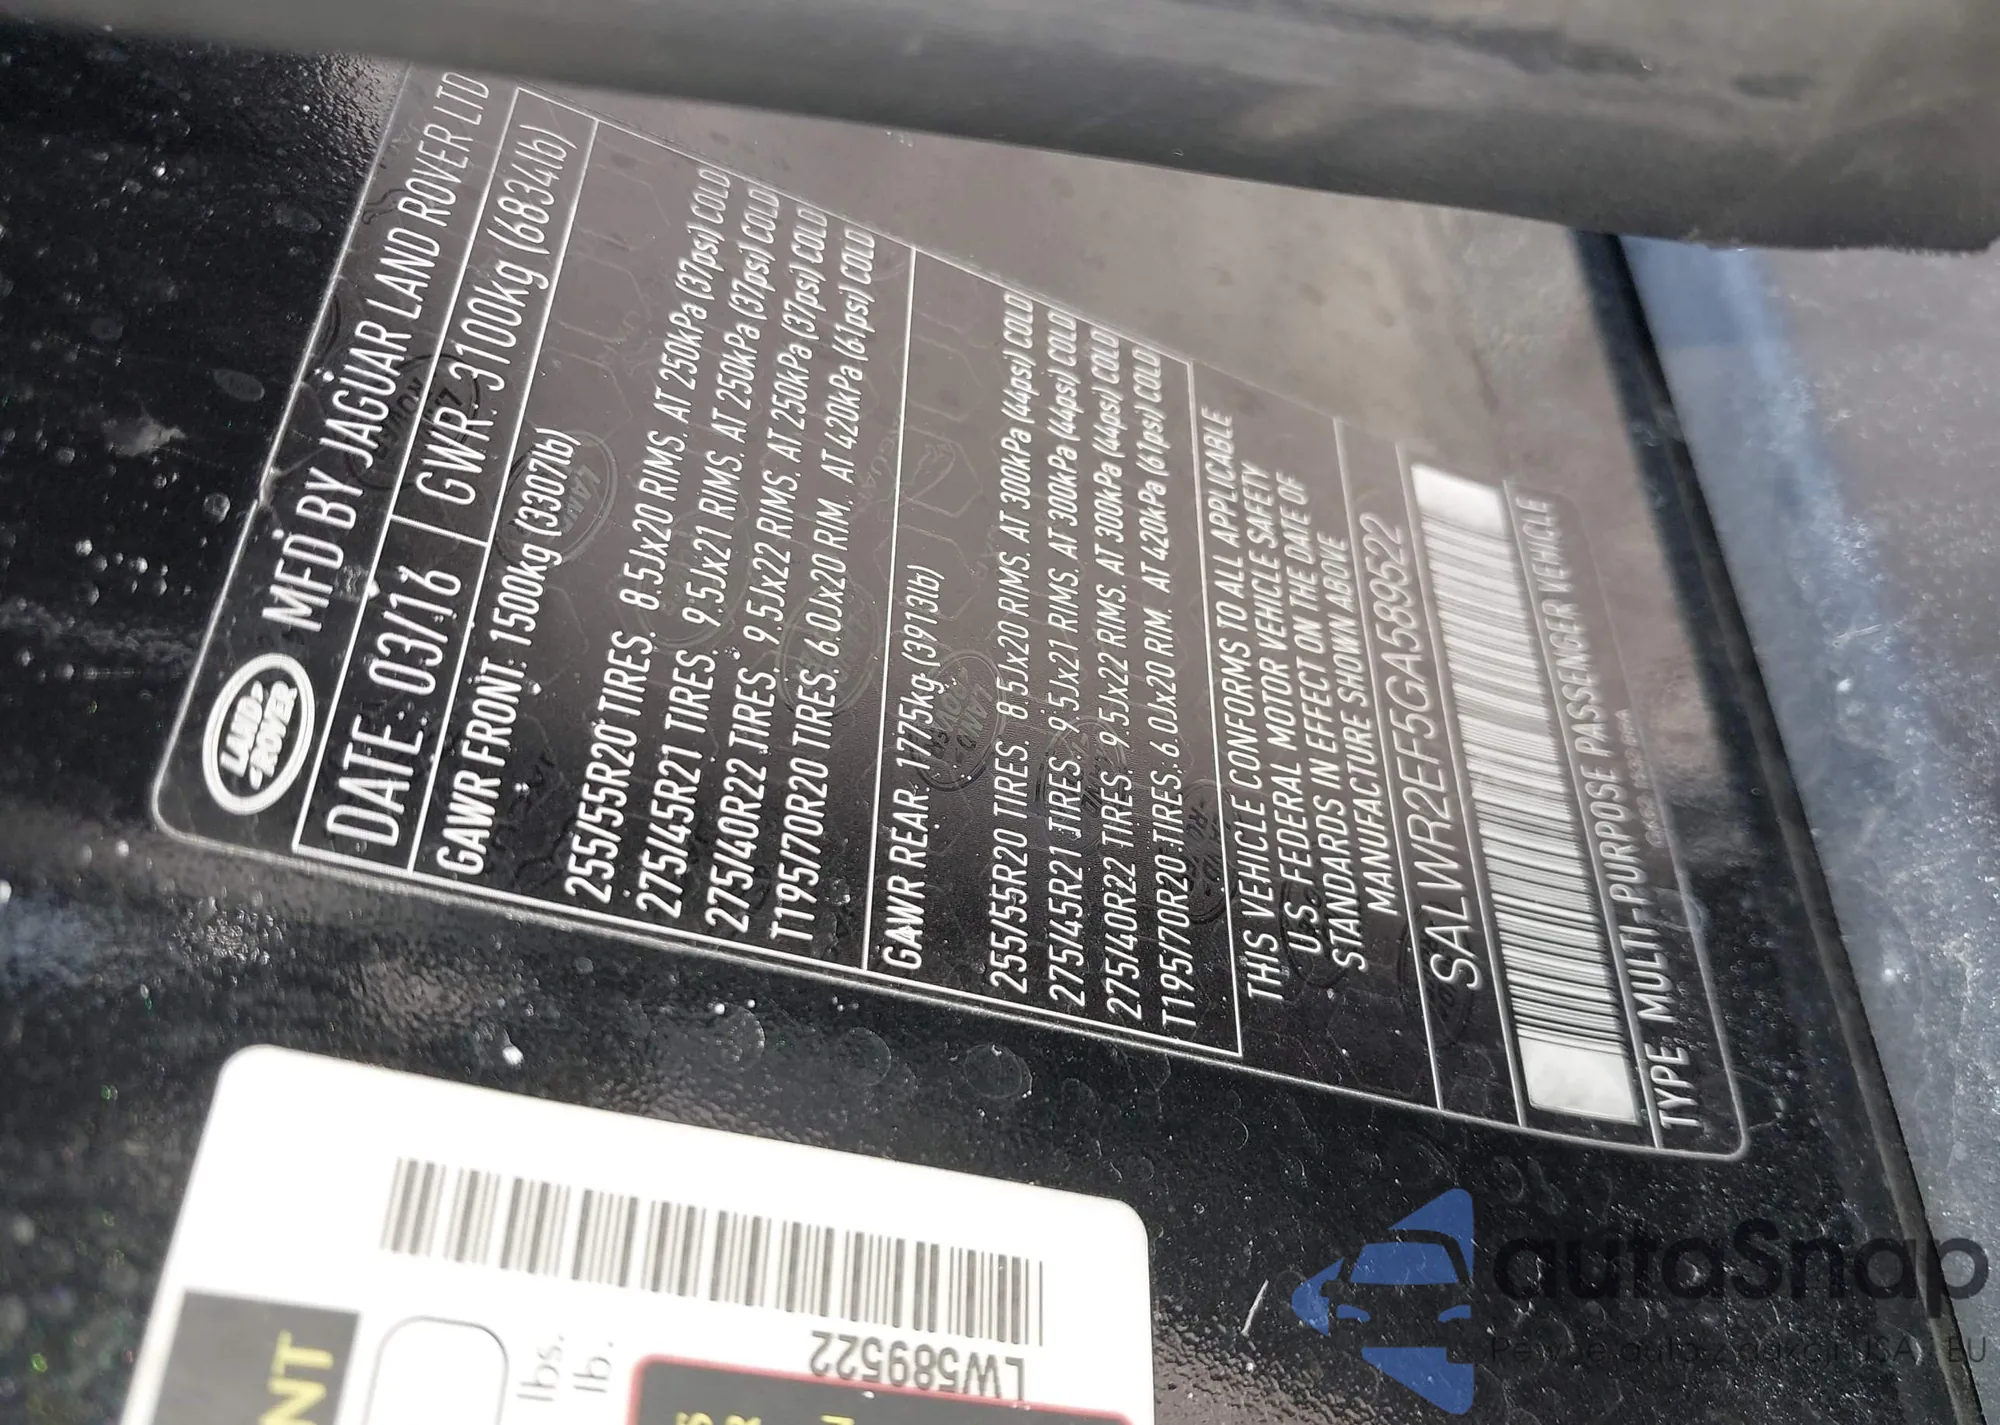 LAND-
-ROVER
MFD BY JAGUAR LAND ROVER LTD
DATE: 03/16 GWR: 3100kg (6834lb)
GAWR FRONT: 1500kg (3307lb)
255/55R20 TIRES. 8.5Jx20 RIMS. AT 250kPa (37psi) COLD
275/45R21 TIRES. 9.5Jx21 RIMS. AT 250kPa (37psi) COLD
275/40R22 TIRES. 9.5Jx22 RIMS. AT 250kPa (37psi) COLD
T195/70R20 TIRES. 6.0Jx20 RIM. AT 420kPa (61psi) COLD
GAWR REAR. 1775kg (3913lb)
255/55R20 TIRES. 8.5Jx20 RIMS. AT 300kPa (44psi) COLD
275/45R21 TIRES. 9.5Jx21 RIMS. AT 300kPa (44psi) COLD
275/40R22 TIRES. 9.5Jx22 RIMS. AT 300kPa (44psi) COLD
T195/70R20 TIRES. 6.0Jx20 RIM. AT 420kPa (61psi) COLD
THIS VEHICLE CONFORMS TO ALL APPLICABLE
U.S. FEDERAL MOTOR VEHICLE SAFETY
STANDARDS IN EFFECT ON THE DATE OF
MANUFACTURE SHOWN ABOVE
SALWR2EF5GA589522
TYPE. MULTI-PURPOSE PASSENGER VEHICLE
LW589522
lbs.
lb.
autoSnap
Pewne auto z aukcji USA i EU